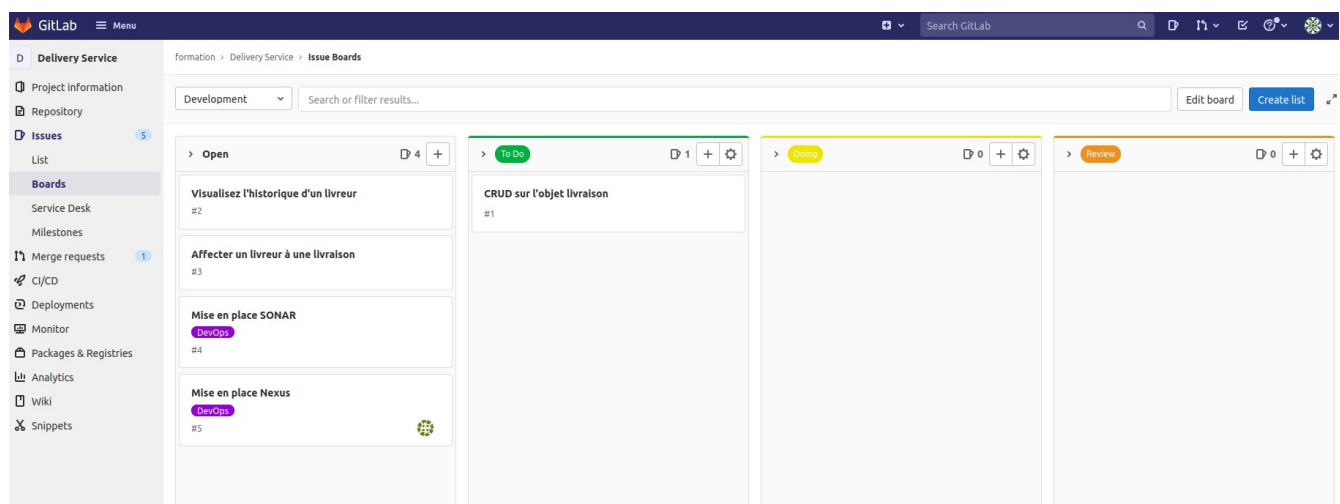 GitLab Menu Search GitLab
D Delivery Service
Project information
Repository
Issues 5
List
Boards
Service Desk
Milestones
Merge requests 1
CI/CD
Deployments
Monitor
Packages & Registries
Analytics
Wiki
Snippets
formation > Delivery Service > Issue Boards
Development Search or filter results... Edit board Create list
Open 4
Visualisez l'historique d'un livreur
#2
Affecter un livreur à une livraison
#3
Mise en place SONAR
DevOps
#4
Mise en place Nexus
DevOps
#5
To Do 1
CRUD sur l'objet livraison
#1
Doing 0
Review 0